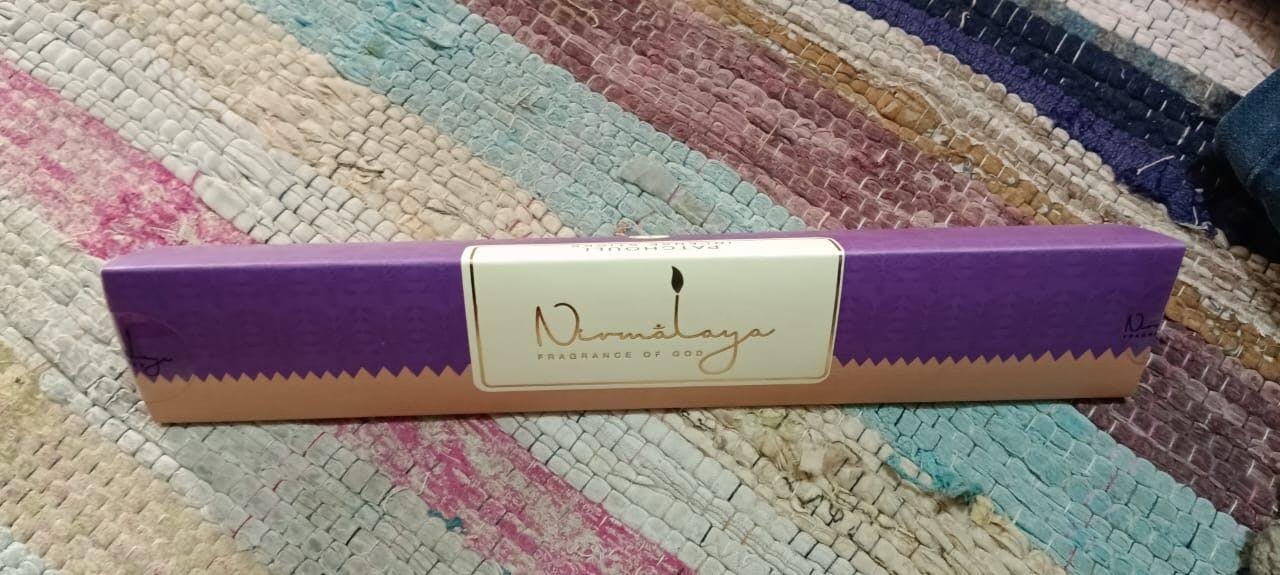 PATCHOULI
INCENSE STICKS
Nirmalaya
FRAGRANCE OF GOD